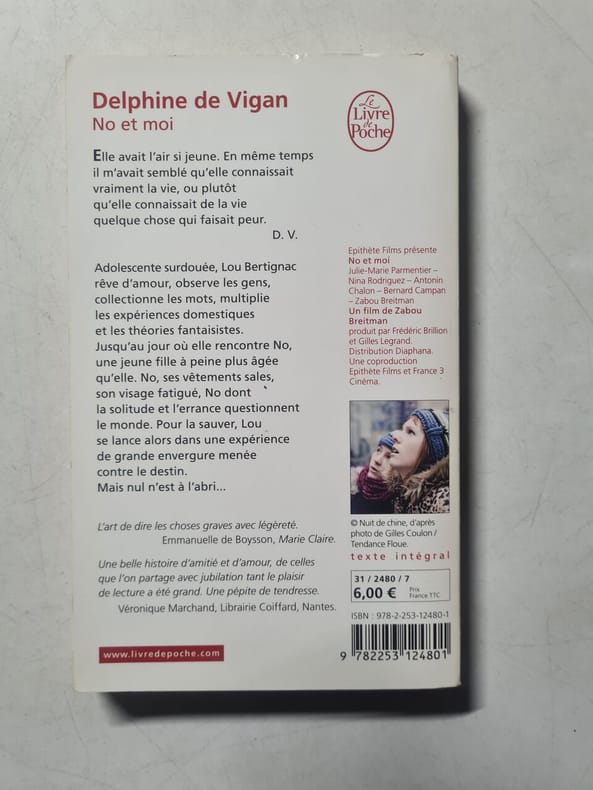 Delphine de Vigan
No et moi
Le
Livre
de
Poche
Elle avait l'air si jeune. En même temps
il m'avait semblé qu'elle connaissait
vraiment la vie, ou plutôt
qu'elle connaissait de la vie
quelque chose qui faisait peur.
D. V.
Adolescente surdouée, Lou Bertignac
rêve d'amour, observe les gens,
collectionne les mots, multiplie
les expériences domestiques
et les théories fantaisistes.
Jusqu'au jour où elle rencontre No,
une jeune fille à peine plus âgée
qu'elle. No, ses vêtements sales,
son visage fatigué, No dont
la solitude et l'errance questionnent
le monde. Pour la sauver, Lou
se lance alors dans une expérience
de grande envergure menée
contre le destin.
Mais nul n'est à l'abri...
L'art de dire les choses graves avec légèreté.
Emmanuelle de Boysson, Marie Claire.
Une belle histoire d'amitié et d'amour, de celles
que l'on partage avec jubilation tant le plaisir
de lecture a été grand. Une pépite de tendresse.
Véronique Marchand, Librairie Coiffard, Nantes.
www.livredepoche.com
Epithète Films présente
No et moi
Julie-Marie Parmentier –
Nina Rodriguez – Antonin
Chalon – Bernard Campan
– Zabou Breitman
Un film de Zabou
Breitman
produit par Frédéric Brillion
et Gilles Legrand.
Distribution Diaphana.
Une coproduction
Epithète Films et France 3
Cinéma.
© Nuit de chine, d'après
photo de Gilles Coulon /
Tendance Floue.
texte intégral
31 / 2480 / 7
6,00 € Prix
France TTC
ISBN : 978-2-253-12480-1
9 782253 124801